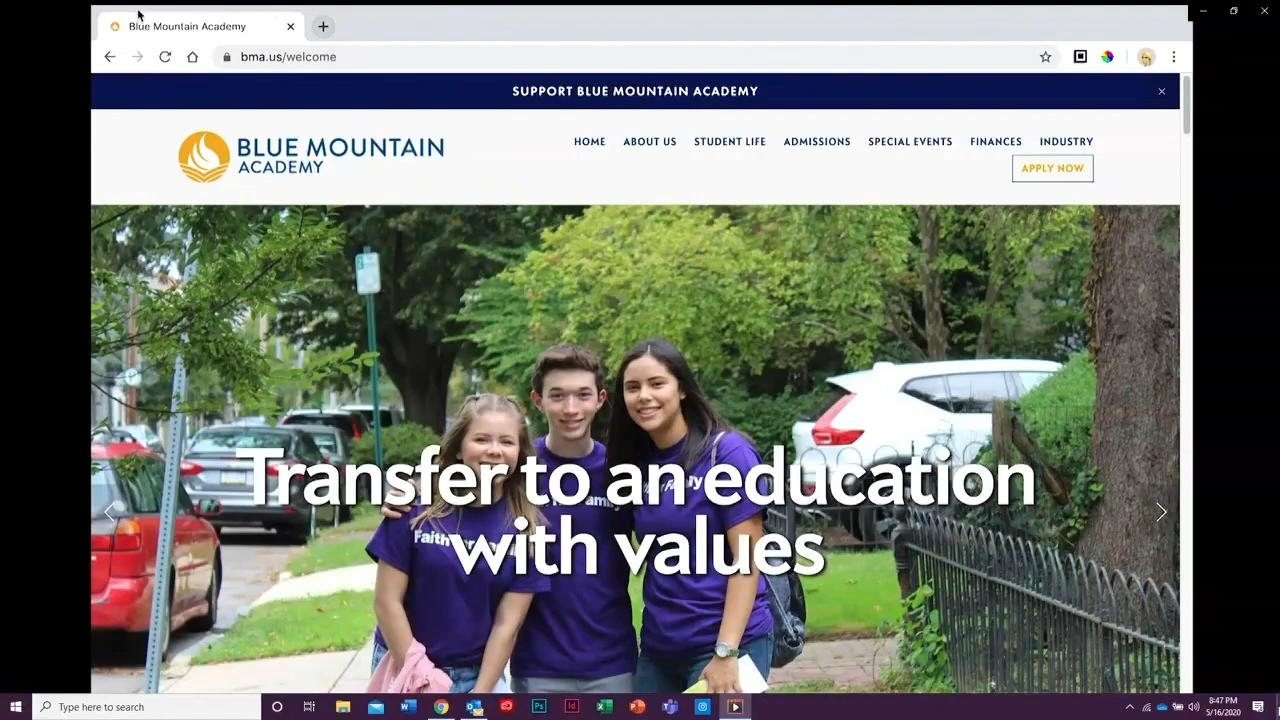 Blue Mountain Academy
bma.us/welcome
SUPPORT BLUE MOUNTAIN ACADEMY
BLUE MOUNTAIN
ACADEMY
HOME ABOUT US STUDENT LIFE ADMISSIONS SPECIAL EVENTS FINANCES INDUSTRY
APPLY NOW
Transfer to an education
with values
Type here to search
8:47 PM
5/16/2020